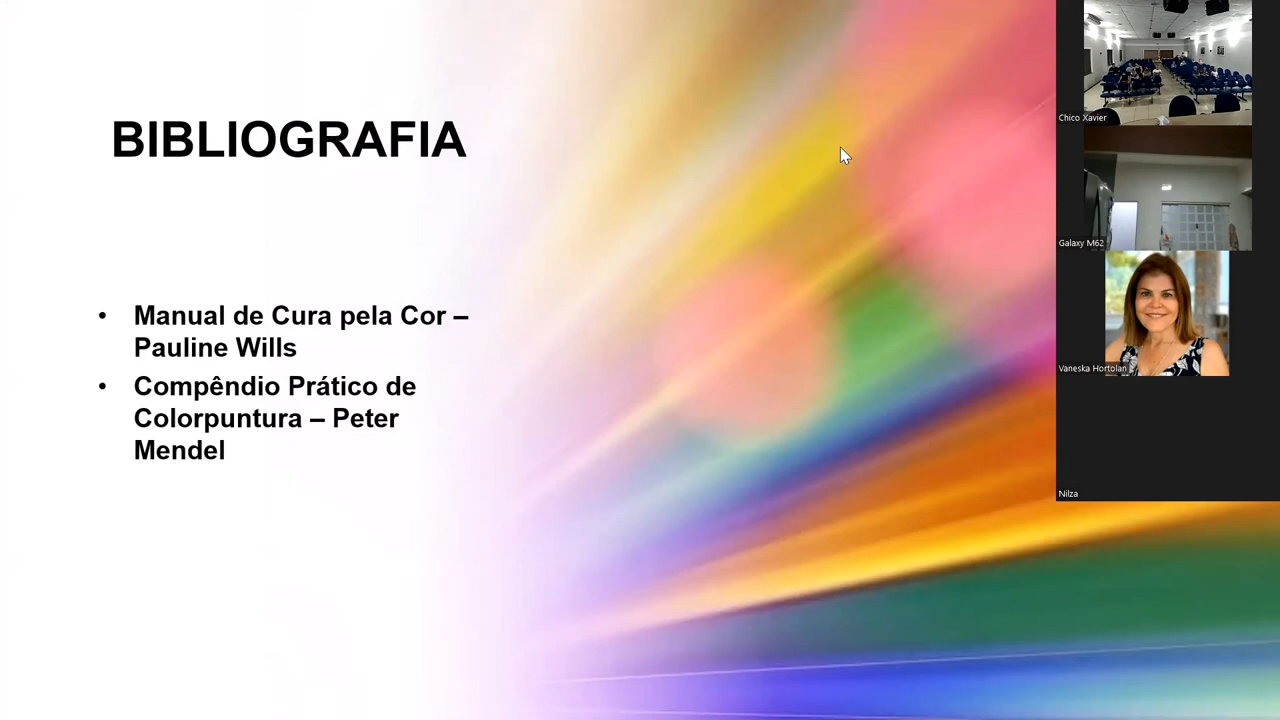 BIBLIOGRAFIA
• Manual de Cura pela Cor –
Pauline Wills
• Compêndio Prático de
Colorpuntura – Peter
Mendel
Chico Xavier
Galaxy M62
Vaneska Hortolan
Nilza